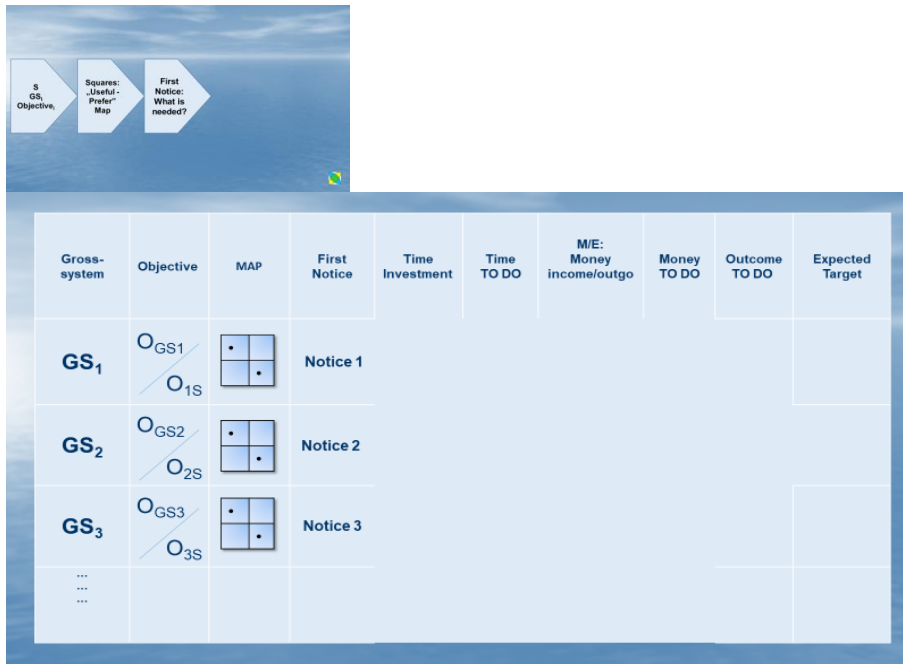 S
GSi
Objectivei
Squares:
„Useful -
Prefer"
Map
First
Notice:
What is
needed?
Gross-
system
Objective
MAP
First
Notice
Time
Investment
Time
TO DO
M/E:
Money
income/outgo
Money
TO DO
Outcome
TO DO
Expected
Target
GS1
OGS1
O1S
Notice 1
GS2
OGS2
O2S
Notice 2
GS3
OGS3
O3S
Notice 3
...
...
...